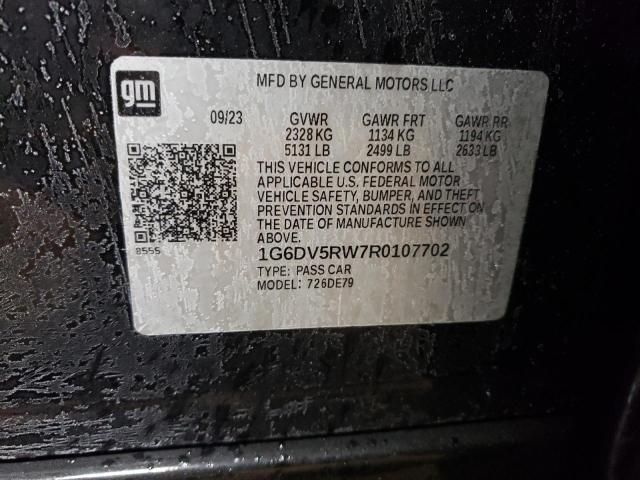 gm
MFD BY GENERAL MOTORS LLC
09/23 GVWR GAWR FRT GAWR RR
2328 KG 1134 KG 1194 KG
5131 LB 2499 LB 2633 LB
THIS VEHICLE CONFORMS TO ALL
APPLICABLE U.S. FEDERAL MOTOR
VEHICLE SAFETY, BUMPER, AND THEFT
PREVENTION STANDARDS IN EFFECT ON
THE DATE OF MANUFACTURE SHOWN
ABOVE.
8555
1G6DV5RW7R0107702
TYPE: PASS CAR
MODEL: 726DE79